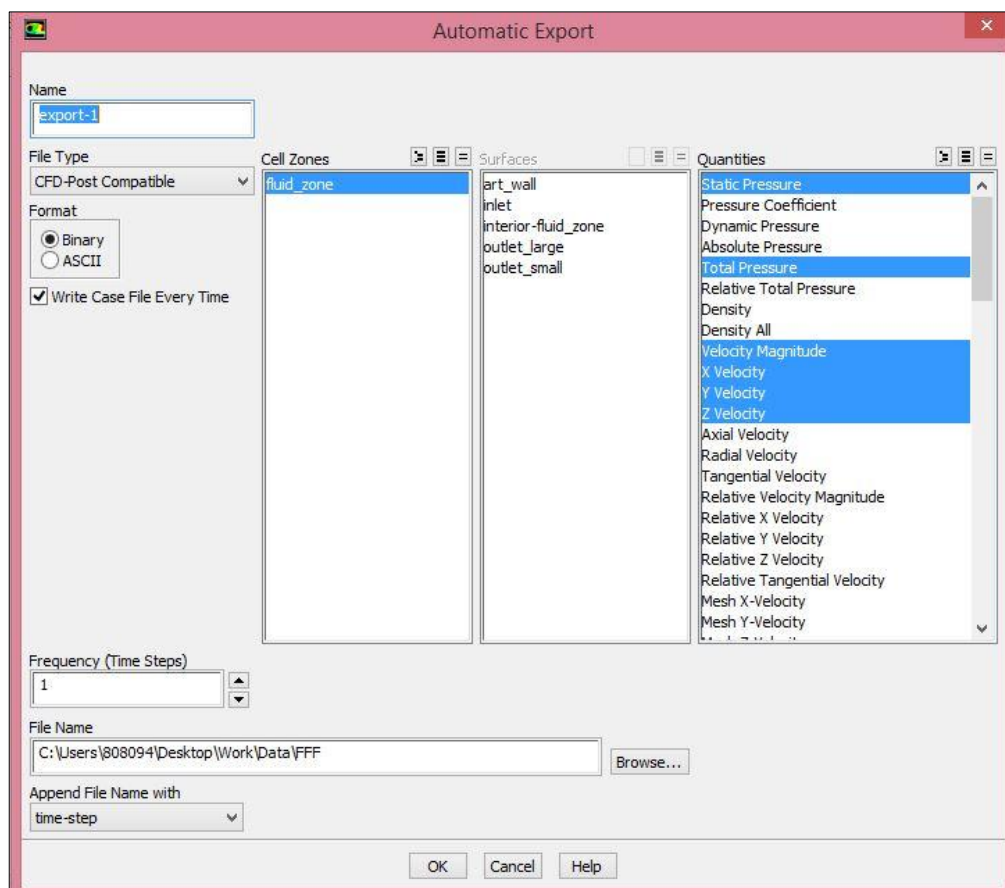 Automatic Export
Name
export-1
File Type
CFD-Post Compatible
Format
Binary
ASCII
Write Case File Every Time
Cell Zones
fluid_zone
Surfaces
art_wall
inlet
interior-fluid_zone
outlet_large
outlet_small
Quantities
Static Pressure
Pressure Coefficient
Dynamic Pressure
Absolute Pressure
Total Pressure
Relative Total Pressure
Density
Density All
Velocity Magnitude
X Velocity
Y Velocity
Z Velocity
Axial Velocity
Radial Velocity
Tangential Velocity
Relative Velocity Magnitude
Relative X Velocity
Relative Y Velocity
Relative Z Velocity
Relative Tangential Velocity
Mesh X-Velocity
Mesh Y-Velocity
Frequency (Time Steps)
1
File Name
C:\Users\808094\Desktop\Work\Data\FFF
Browse...
Append File Name with
time-step
OK Cancel Help